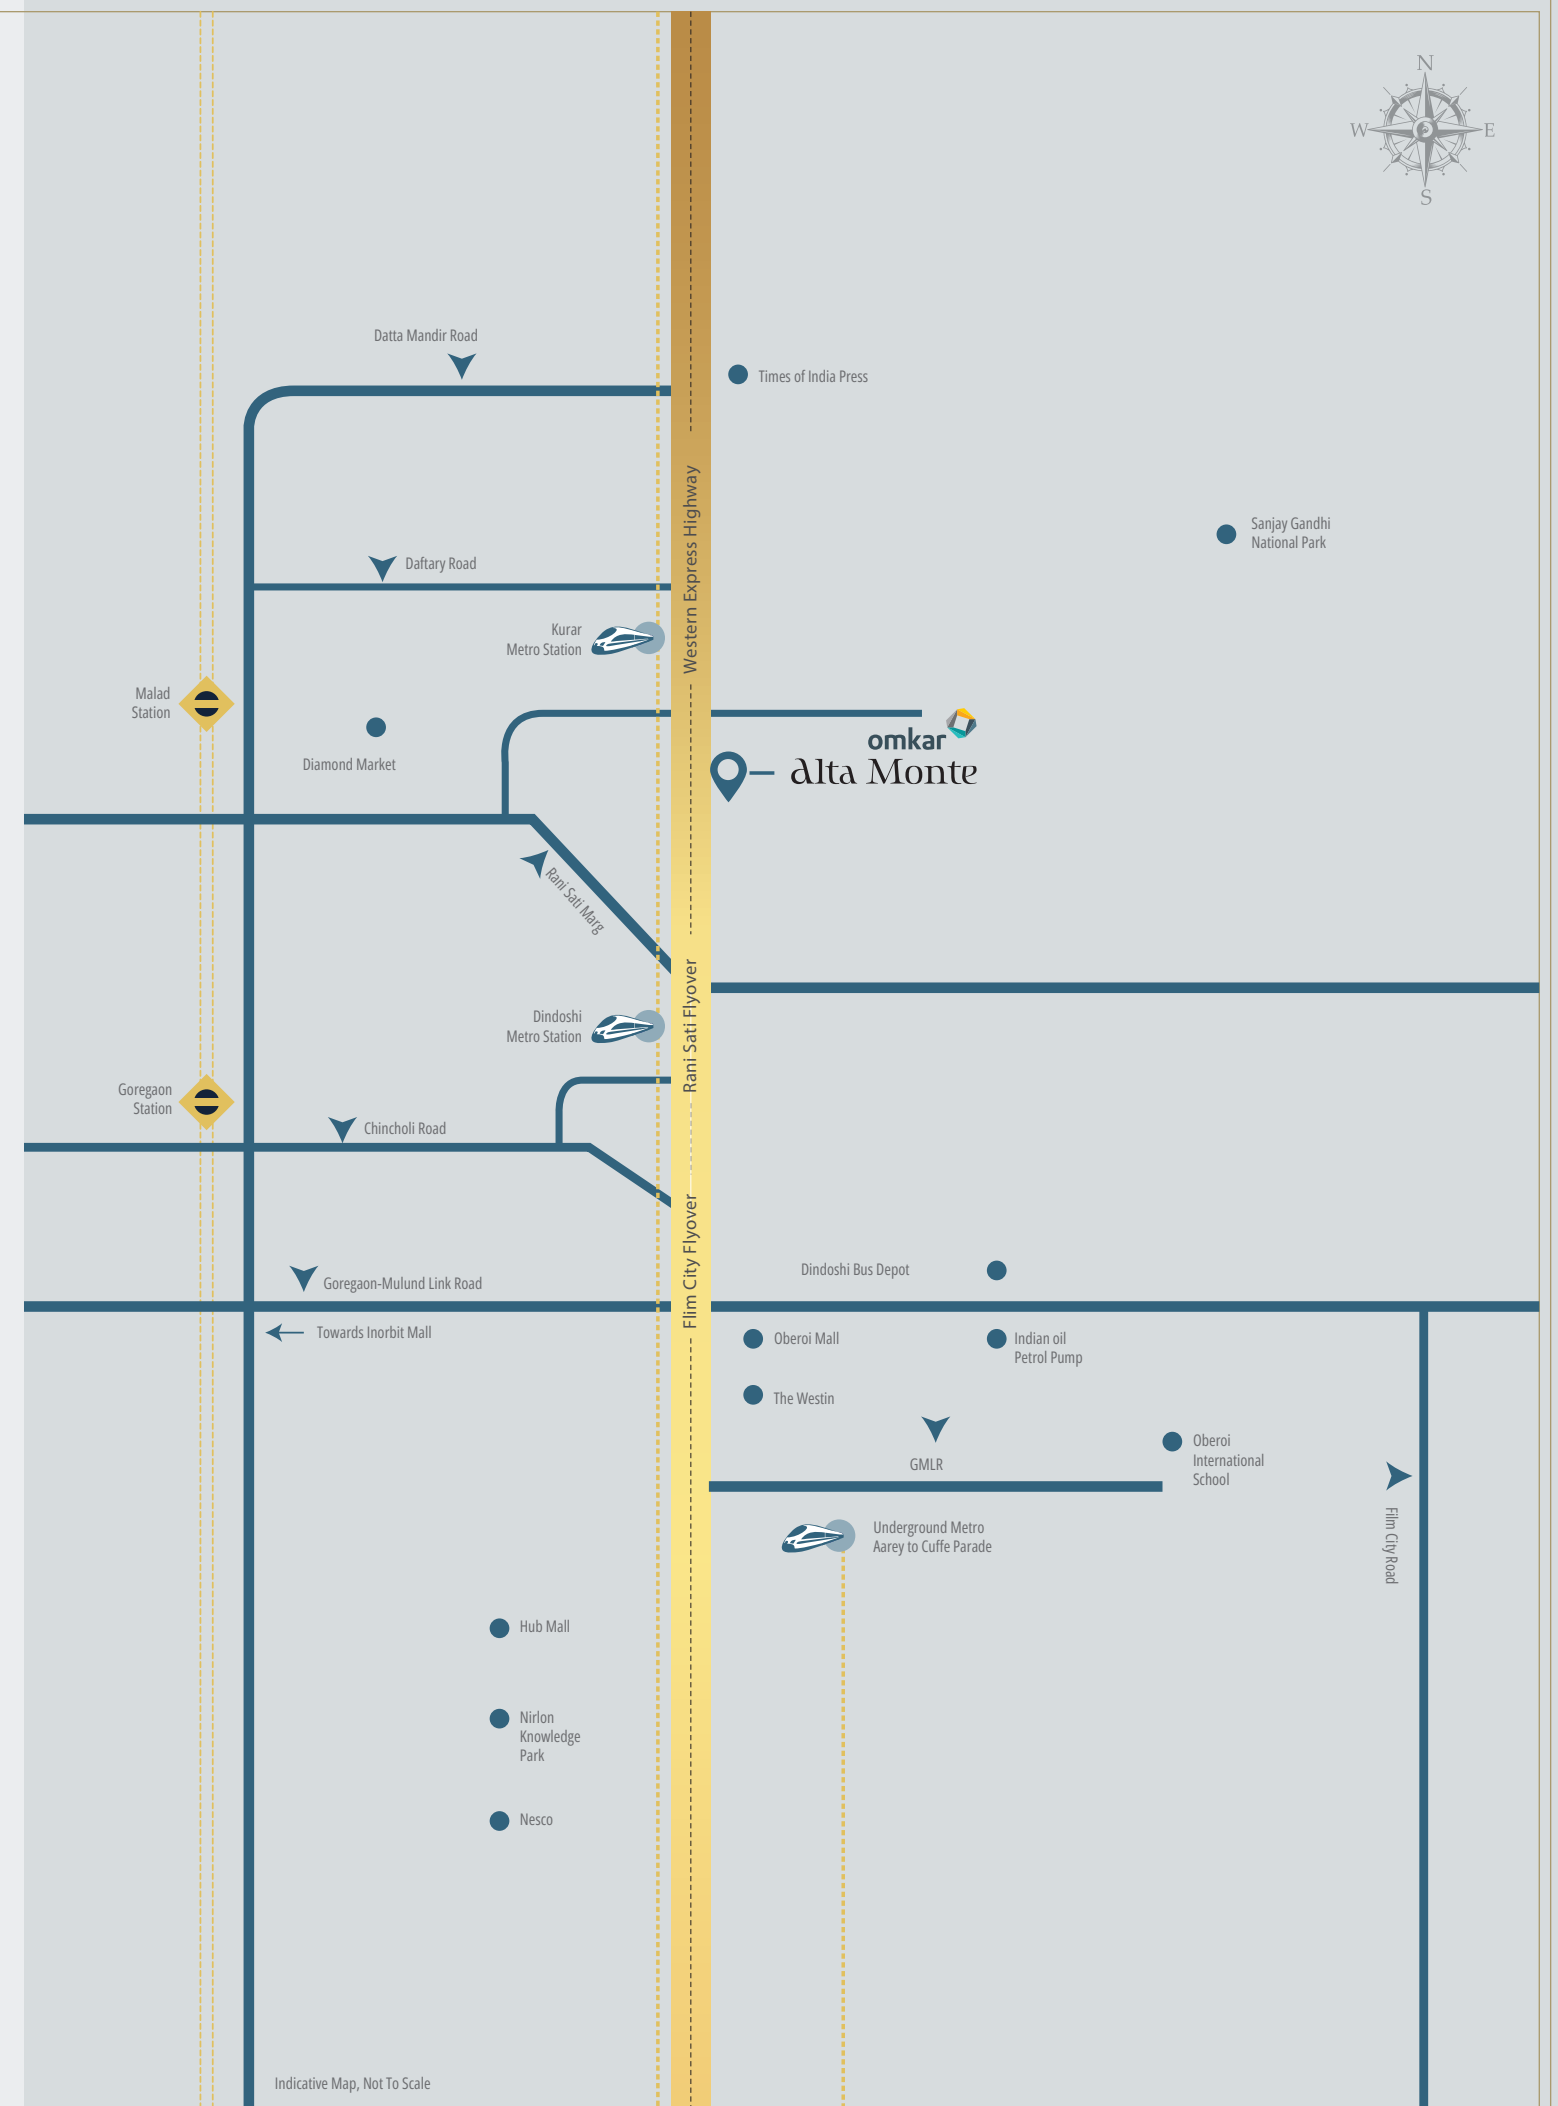 N
W
E
S
Datta Mandir Road
Times of India Press
Western Express Highway
Sanjay Gandhi
National Park
Daftary Road
Kurar
Metro Station
Malad
Station
Diamond Market
omkar
Alta Monte
Rani Sati Marg
Rani Sati Flyover
Dindoshi
Metro Station
Goregaon
Station
Chincholi Road
Flim City Flyover
Dindoshi Bus Depot
Goregaon-Mulund Link Road
Towards Inorbit Mall
Oberoi Mall
Indian oil
Petrol Pump
The Westin
GMLR
Oberoi
International
School
Film City Road
Underground Metro
Aarey to Cuffe Parade
Hub Mall
Nirlon
Knowledge
Park
Nesco
Indicative Map, Not To Scale